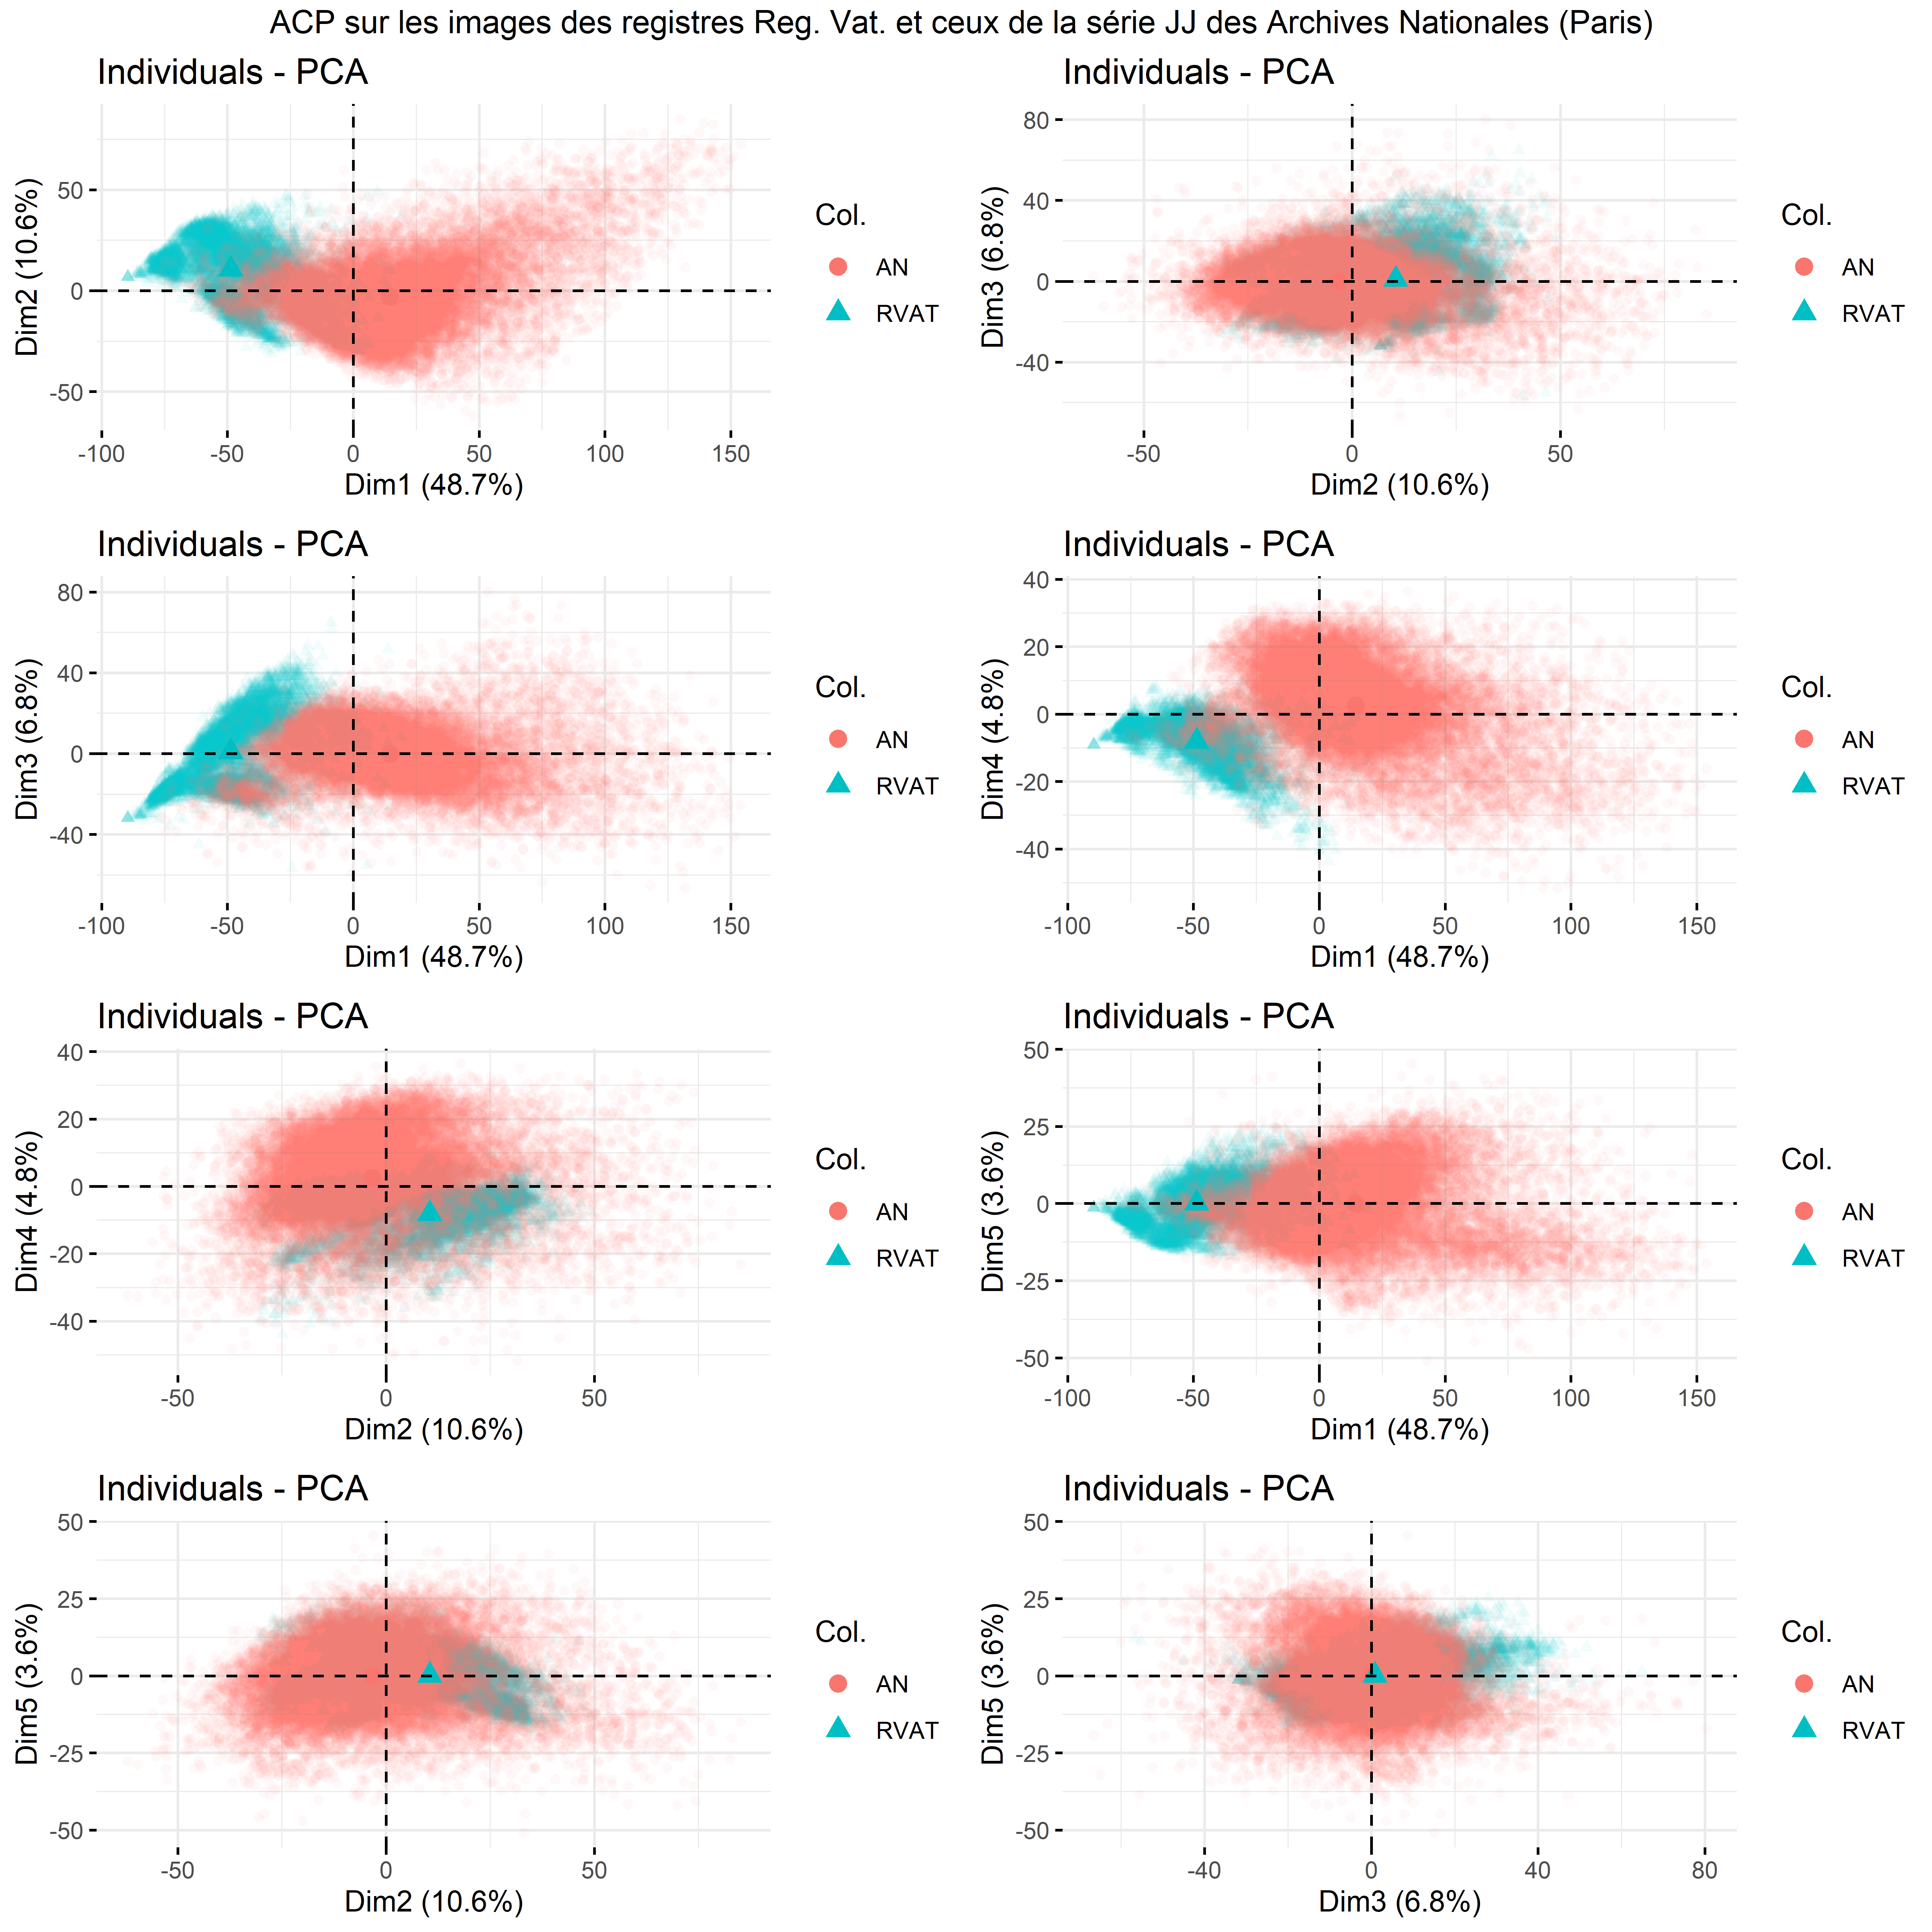 ACP sur les images des registres Reg. Vat. et ceux de la série JJ des Archives Nationales (Paris)
Individuals - PCA
50
0
-50
-100 -50 0 50 100 150
Dim1 (48.7%)
Dim2 (10.6%)
Col.
AN
RVAT
Individuals - PCA
80
40
0
-40
-50 0 50
Dim2 (10.6%)
Dim3 (6.8%)
Col.
AN
RVAT
Individuals - PCA
80
40
0
-40
-100 -50 0 50 100 150
Dim1 (48.7%)
Dim3 (6.8%)
Col.
AN
RVAT
Individuals - PCA
40
20
0
-20
-40
-100 -50 0 50 100 150
Dim1 (48.7%)
Dim4 (4.8%)
Col.
AN
RVAT
Individuals - PCA
40
20
0
-20
-40
-50 0 50
Dim2 (10.6%)
Dim4 (4.8%)
Col.
AN
RVAT
Individuals - PCA
50
25
0
-25
-50
-100 -50 0 50 100 150
Dim1 (48.7%)
Dim5 (3.6%)
Col.
AN
RVAT
Individuals - PCA
50
25
0
-25
-50
-50 0 50
Dim2 (10.6%)
Dim5 (3.6%)
Col.
AN
RVAT
Individuals - PCA
50
25
0
-25
-50
-40 0 40 80
Dim3 (6.8%)
Dim5 (3.6%)
Col.
AN
RVAT